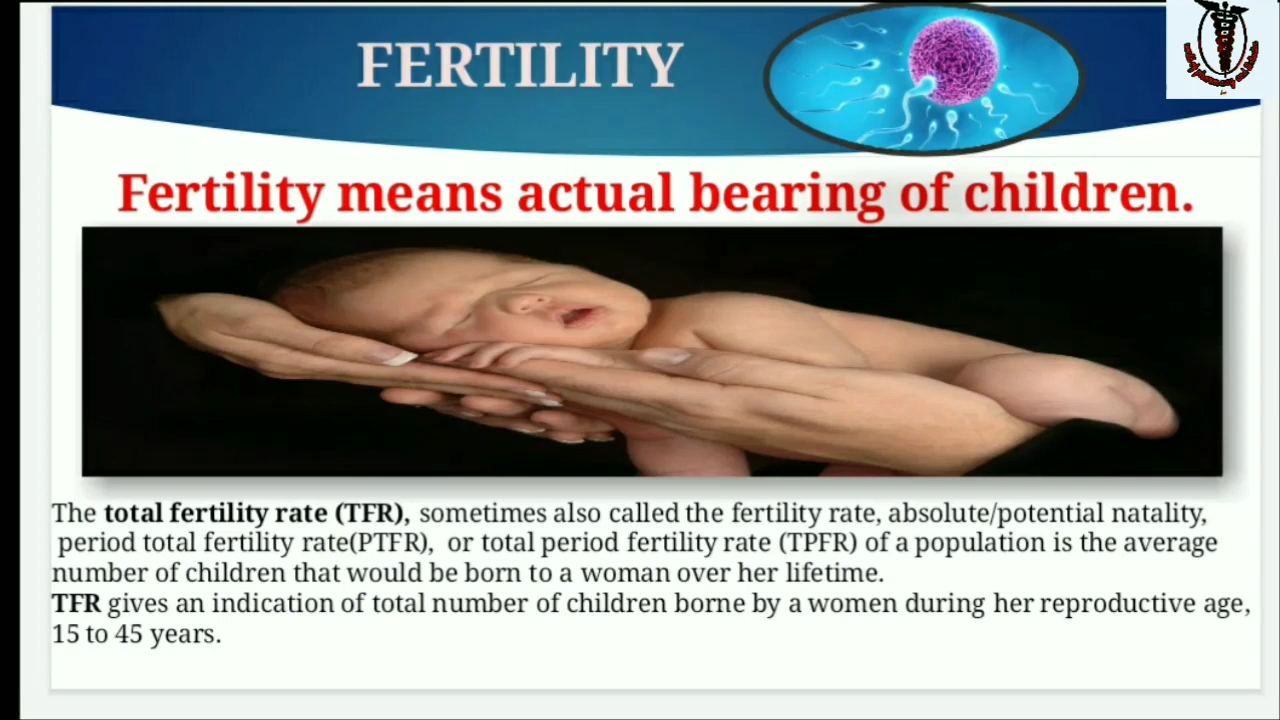 FERTILITY
Fertility means actual bearing of children.
The total fertility rate (TFR), sometimes also called the fertility rate, absolute/potential natality,
period total fertility rate(PTFR), or total period fertility rate (TPFR) of a population is the average
number of children that would be born to a woman over her lifetime.
TFR gives an indication of total number of children borne by a women during her reproductive age,
15 to 45 years.